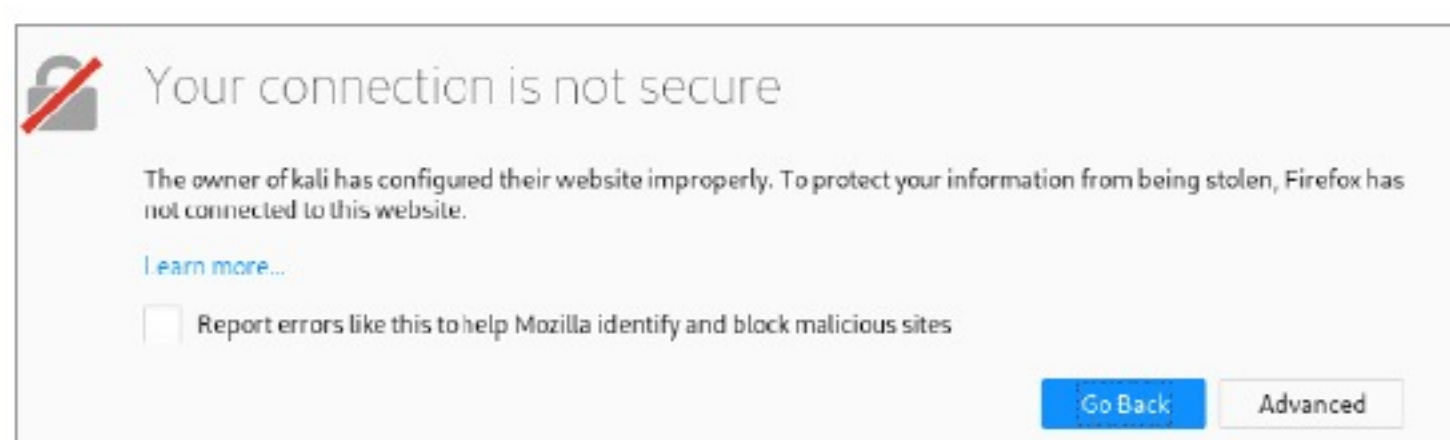 Your connection is not secure
The owner of kali has configured their website improperly. To protect your information from being stolen, Firefox has
not connected to this website.
Learn more...
Report errors like this to help Mozilla identify and block malicious sites
Go Back
Advanced